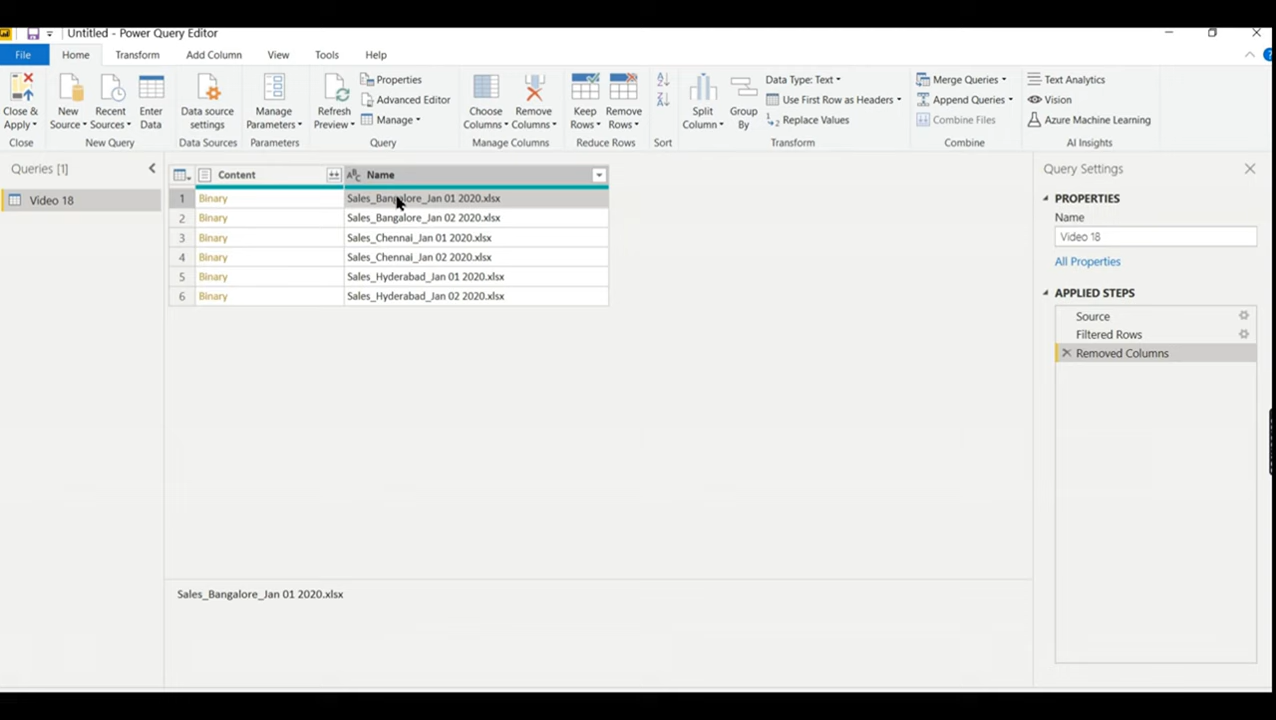 Untitled - Power Query Editor
File Home Transform Add Column View Tools Help
Close & Apply
New Source
Recent Sources
Enter Data
Data source settings
Manage Parameters
Refresh Preview
Properties
Advanced Editor
Manage
Choose Columns
Remove Columns
Keep Rows
Remove Rows
Split Column
Group By
Data Type: Text
Use First Row as Headers
Replace Values
Merge Queries
Append Queries
Combine Files
Text Analytics
Vision
Azure Machine Learning
Close New Query Data Sources Parameters Query Manage Columns Reduce Rows Sort Transform Combine AI Insights
Queries [1]
Video 18
Content ABC Name
1 Binary Sales_Bangalore_Jan 01 2020.xlsx
2 Binary Sales_Bangalore_Jan 02 2020.xlsx
3 Binary Sales_Chennai_Jan 01 2020.xlsx
4 Binary Sales_Chennai_Jan 02 2020.xlsx
5 Binary Sales_Hyderabad_Jan 01 2020.xlsx
6 Binary Sales_Hyderabad_Jan 02 2020.xlsx
Sales_Bangalore_Jan 01 2020.xlsx
Query Settings
PROPERTIES
Name
Video 18
All Properties
APPLIED STEPS
Source
Filtered Rows
Removed Columns